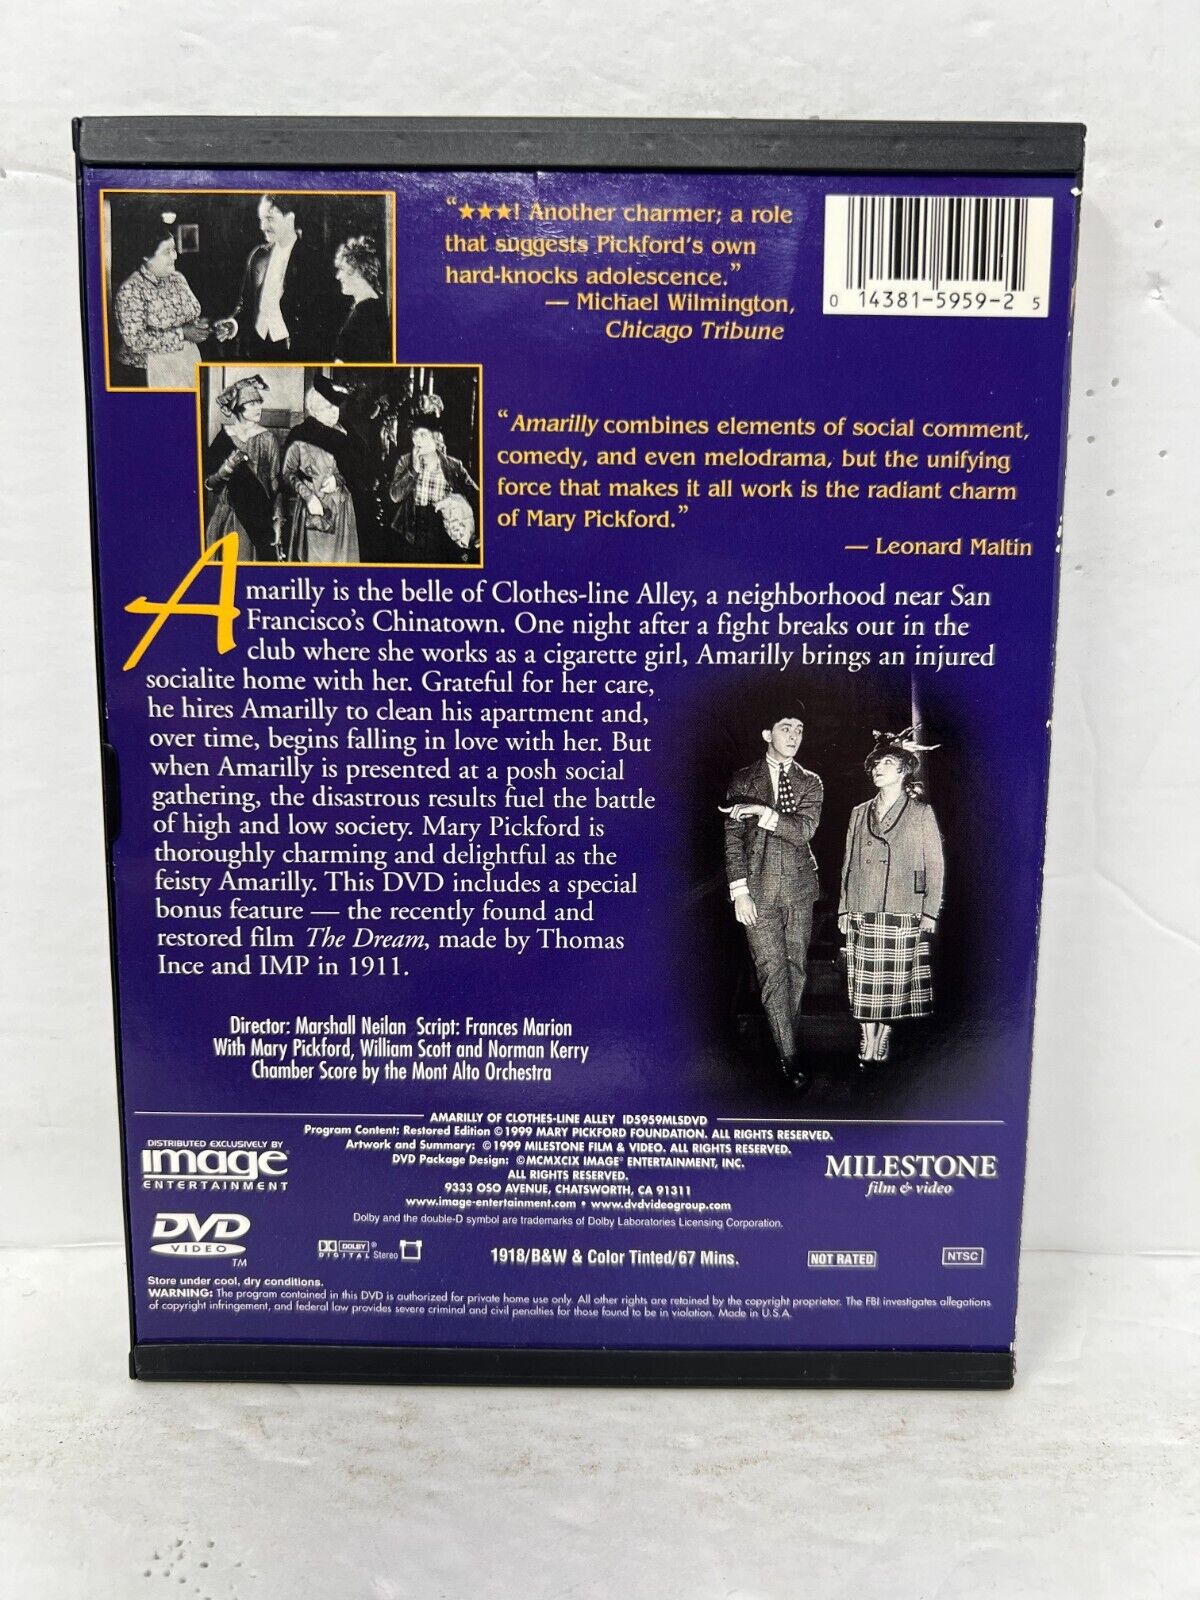 “★★★! Another charmer; a role
that suggests Pickford’s own
hard-knocks adolescence.”
— Michael Wilmington,
Chicago Tribune
0 14381-5959-2 5
“Amarilly combines elements of social comment,
comedy, and even melodrama, but the unifying
force that makes it all work is the radiant charm
of Mary Pickford.”
— Leonard Maltin
Amarilly is the belle of Clothes-line Alley, a neighborhood near San
Francisco’s Chinatown. One night after a fight breaks out in the
club where she works as a cigarette girl, Amarilly brings an injured
socialite home with her. Grateful for her care,
he hires Amarilly to clean his apartment and,
over time, begins falling in love with her. But
when Amarilly is presented at a posh social
gathering, the disastrous results fuel the battle
of high and low society. Mary Pickford is
thoroughly charming and delightful as the
feisty Amarilly. This DVD includes a special
bonus feature — the recently found and
restored film The Dream, made by Thomas
Ince and IMP in 1911.
Director: Marshall Neilan Script: Frances Marion
With Mary Pickford, William Scott and Norman Kerry
Chamber Score by the Mont Alto Orchestra
AMARILLY OF CLOTHES-LINE ALLEY ID5959MLSDVD
Program Content: Restored Edition ©1999 MARY PICKFORD FOUNDATION. ALL RIGHTS RESERVED.
Artwork and Summary: ©1999 MILESTONE FILM & VIDEO. ALL RIGHTS RESERVED.
DVD Package Design: ©MCMXCIX IMAGE® ENTERTAINMENT, INC.
ALL RIGHTS RESERVED.
9333 OSO AVENUE, CHATSWORTH, CA 91311
www.image-entertainment.com • www.dvdvideogroup.com
Dolby and the double-D symbol are trademarks of Dolby Laboratories Licensing Corporation.
DISTRIBUTED EXCLUSIVELY BY
image®
ENTERTAINMENT
MILESTONE
film & video
DVD
VIDEO
TM
DOLBY®
DIGITAL Stereo
1918/B&W & Color Tinted/67 Mins.
NOT RATED
NTSC
Store under cool, dry conditions.
WARNING: The program contained in this DVD is authorized for private home use only. All other rights are retained by the copyright proprietor. The FBI investigates allegations
of copyright infringement, and federal law provides severe criminal and civil penalties for those found to be in violation. Made in U.S.A.